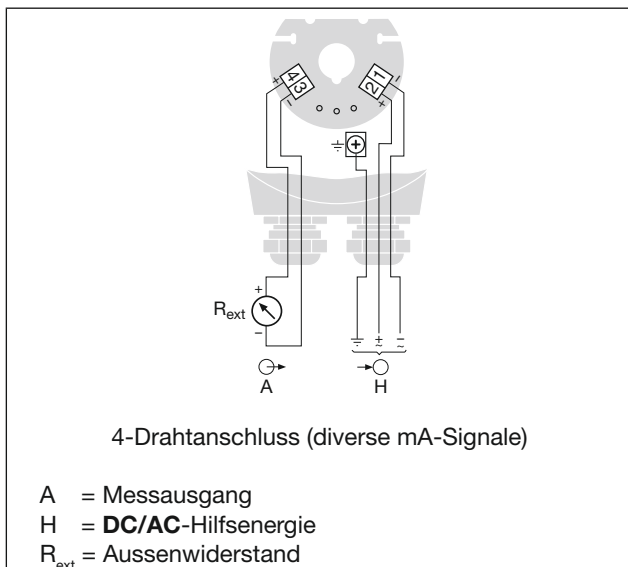 + 4 3 −
2 1 − +
R_ext
+
−
⏚ ± ~ − ~
A H
4-Drahtanschluss (diverse mA-Signale)
A = Messausgang
H = DC/AC-Hilfsenergie
R_ext = Aussenwiderstand